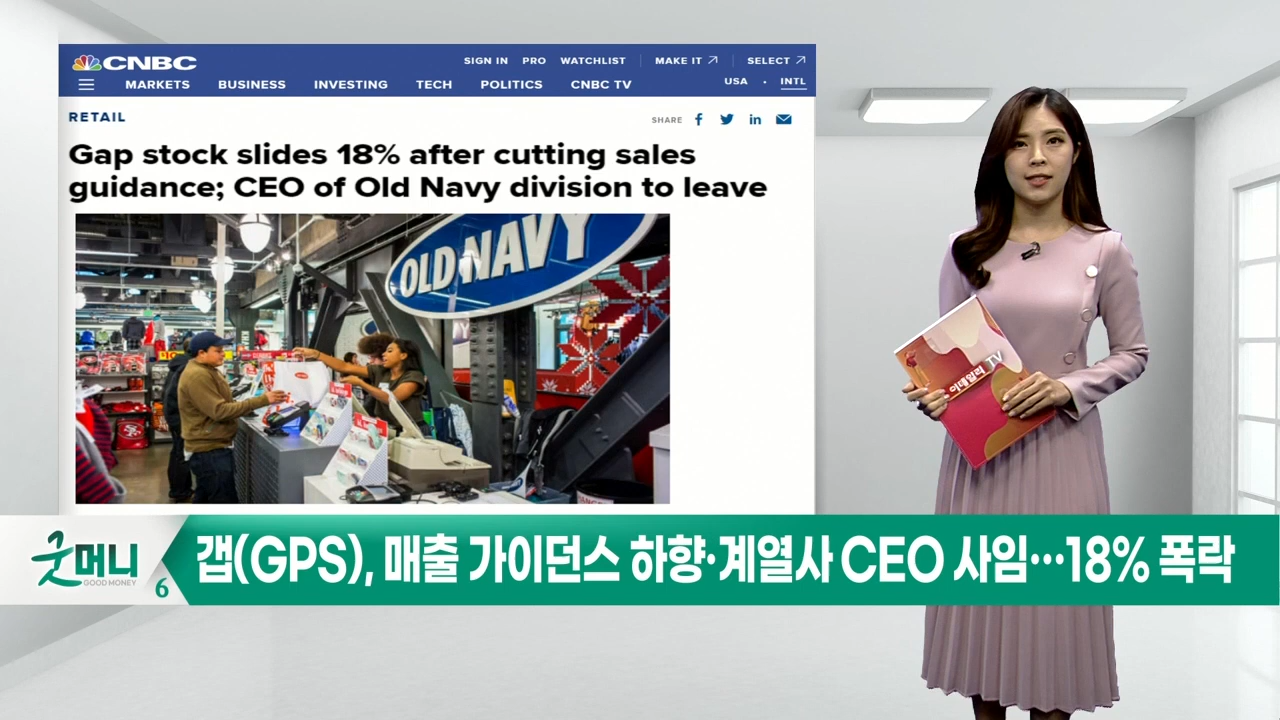 CNBC
SIGN IN PRO WATCHLIST MAKE IT SELECT
MARKETS BUSINESS INVESTING TECH POLITICS CNBC TV USA · INTL
RETAIL
SHARE
Gap stock slides 18% after cutting sales
guidance; CEO of Old Navy division to leave
OLD NAVY
이데일리 TV
굿머니
GOOD MONEY
6
갭(GPS), 매출 가이던스 하향·계열사 CEO 사임…18% 폭락